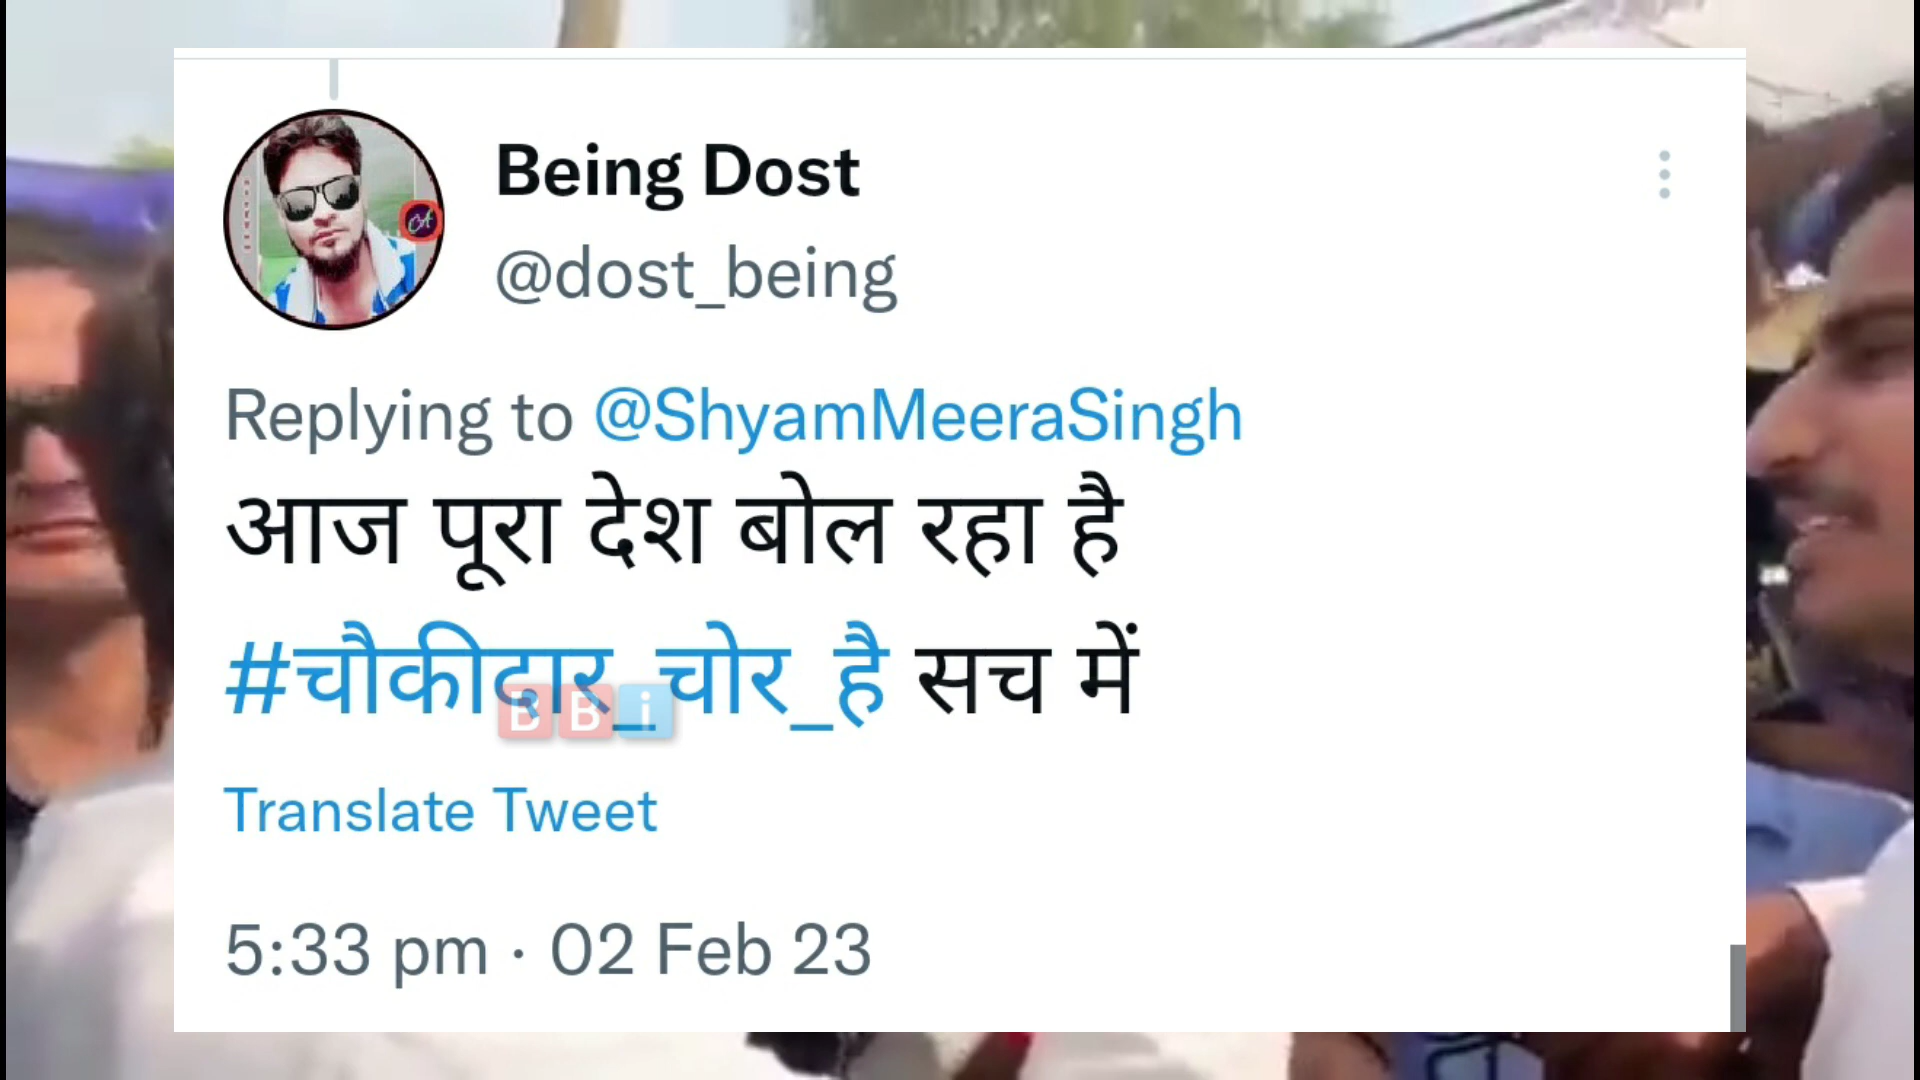 Being Dost
@dost_being
Replying to @ShyamMeeraSingh
आज पूरा देश बोल रहा है
#चौकीदार_चोर_है सच में
BBi
Translate Tweet
5:33 pm · 02 Feb 23